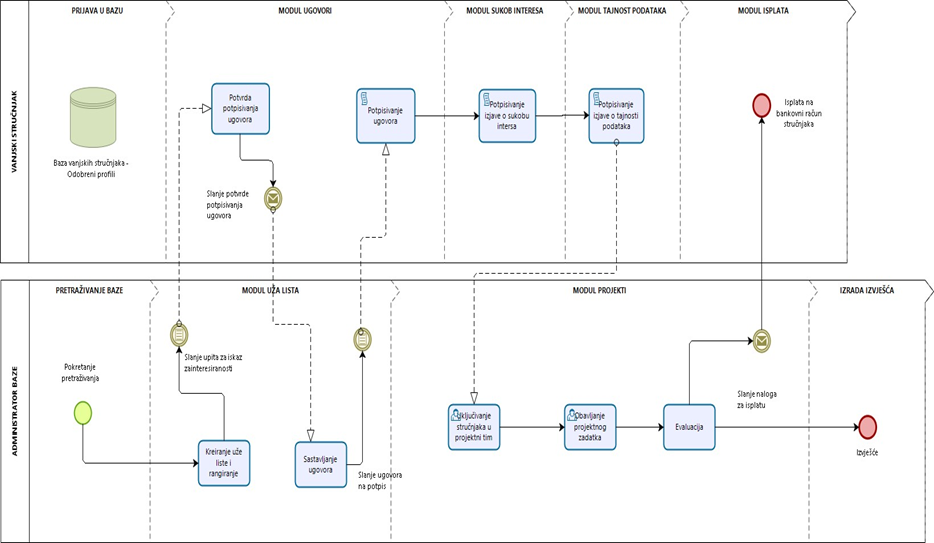 PRIJAVA U BAZU
MODUL UGOVORI
MODUL SUKOB INTERESA
MODUL TAJNOST PODATAKA
MODUL ISPLATA
VANJSKI STRUČNJAK
Baza vanjskih stručnjaka -
Odobreni profili
Potvrda
potpisivanja
ugovora
Slanje potvrde
potpisivanja
ugovora
Potpisivanje
ugovora
Potpisivanje
izjave o sukobu
intersa
Potpisivanje
izjave o tajnosti
podataka
Isplata na
bankovni račun
stručnjaka
PRETRAŽIVANJE BAZE
MODUL UŽA LISTA
MODUL PROJEKTI
IZRADA IZVJEŠĆA
ADMINISTRATOR BAZE
Pokretanje
pretraživanja
Slanje upita za iskaz
zainteresiranosti
Kreiranje uže
liste i
rangiranje
Sastavljanje
ugovora
Slanje ugovora
na potpis
Uključivanje
stručnjaka u
projektni tim
Obavljanje
projektnog
zadatka
Evaluacija
Slanje naloga
za isplatu
Izvješće